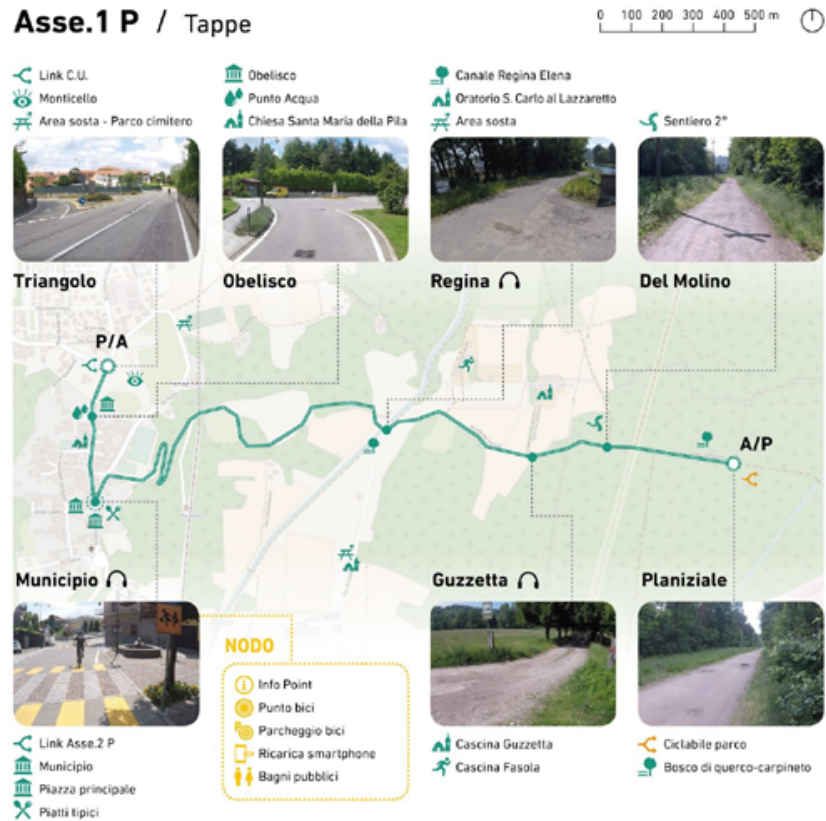 Asse.1 P / Tappe
0 100 200 300 400 500 m
Link C.U.
Monticello
Area sosta - Parco cimitero
Obelisco
Punto Acqua
Chiesa Santa Maria della Pila
Canale Regina Elena
Oratorio S. Carlo al Lazzaretto
Area sosta
Sentiero 2°
Triangolo
Obelisco
Regina
Del Molino
P/A
A/P
Municipio
Guzzetta
Planiziale
NODO
Info Point
Punto bici
Parcheggio bici
Ricarica smartphone
Bagni pubblici
Link Asse.2 P
Municipio
Piazza principale
Piatti tipici
Cascina Guzzetta
Cascina Fasola
Ciclabile parco
Bosco di querco-carpineto